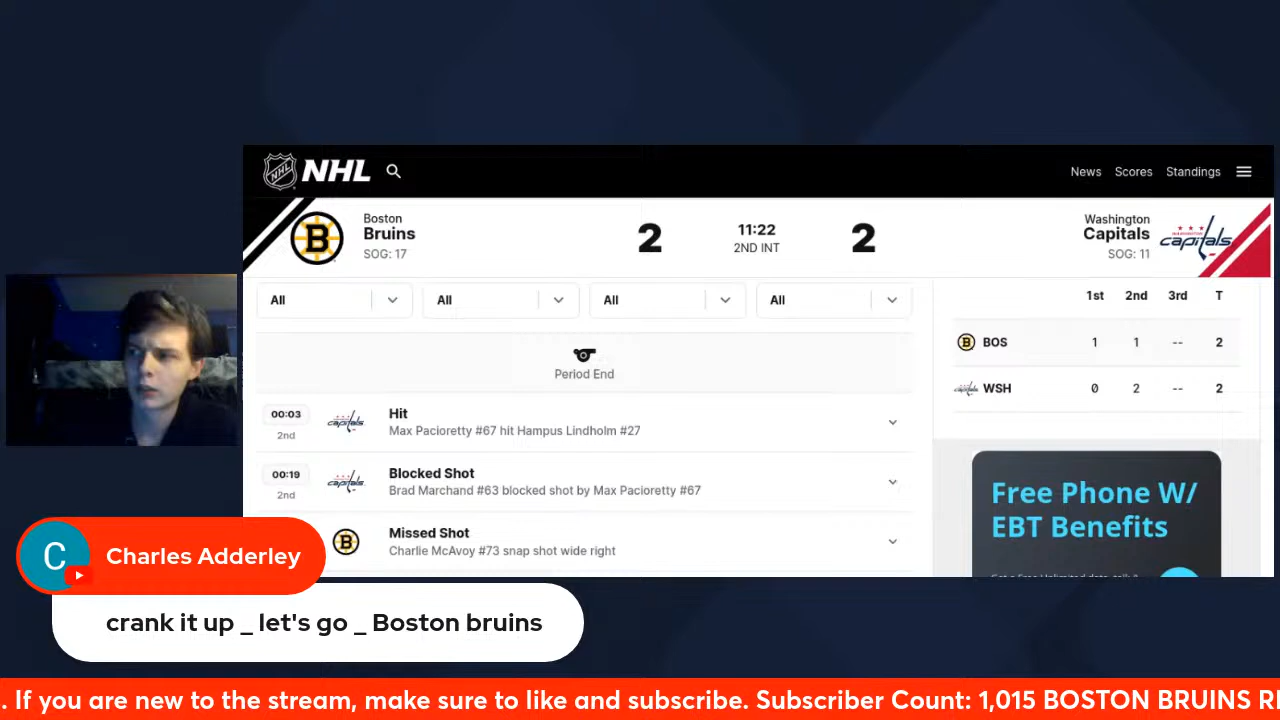 NHL NHL
News Scores Standings
Boston
Bruins
SOG: 17
2
11:22
2ND INT
2
Washington
Capitals
SOG: 11
capitals
B
All
All
All
All
Period End
00:03
2nd
capitals
Hit
Max Pacioretty #67 hit Hampus Lindholm #27
00:19
2nd
capitals
Blocked Shot
Brad Marchand #63 blocked shot by Max Pacioretty #67
B
Missed Shot
Charlie McAvoy #73 snap shot wide right
1st 2nd 3rd T
B BOS 1 1 -- 2
capitals WSH 0 2 -- 2
Free Phone W/
EBT Benefits
C
Charles Adderley
crank it up _ let's go _ Boston bruins
. If you are new to the stream, make sure to like and subscribe. Subscriber Count: 1,015 BOSTON BRUINS